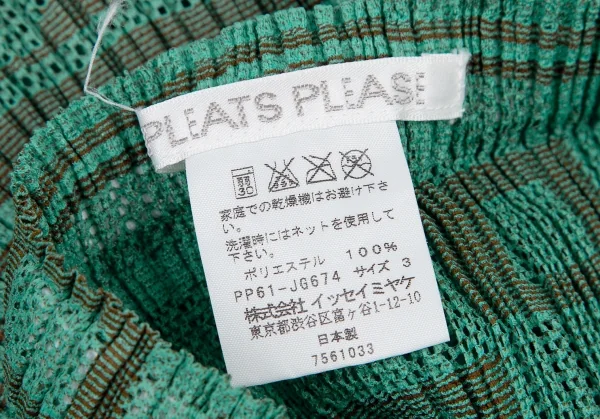 PLEATS PLEASE
30
家庭での乾燥機はお避け下さ
い。
洗濯時にはネットを使用して
下さい。
ポリエステル 100%
PP61-JG674 サイズ 3
株式会社 イッセイミヤケ
東京都渋谷区富ヶ谷1-12-10
日本製
7561033